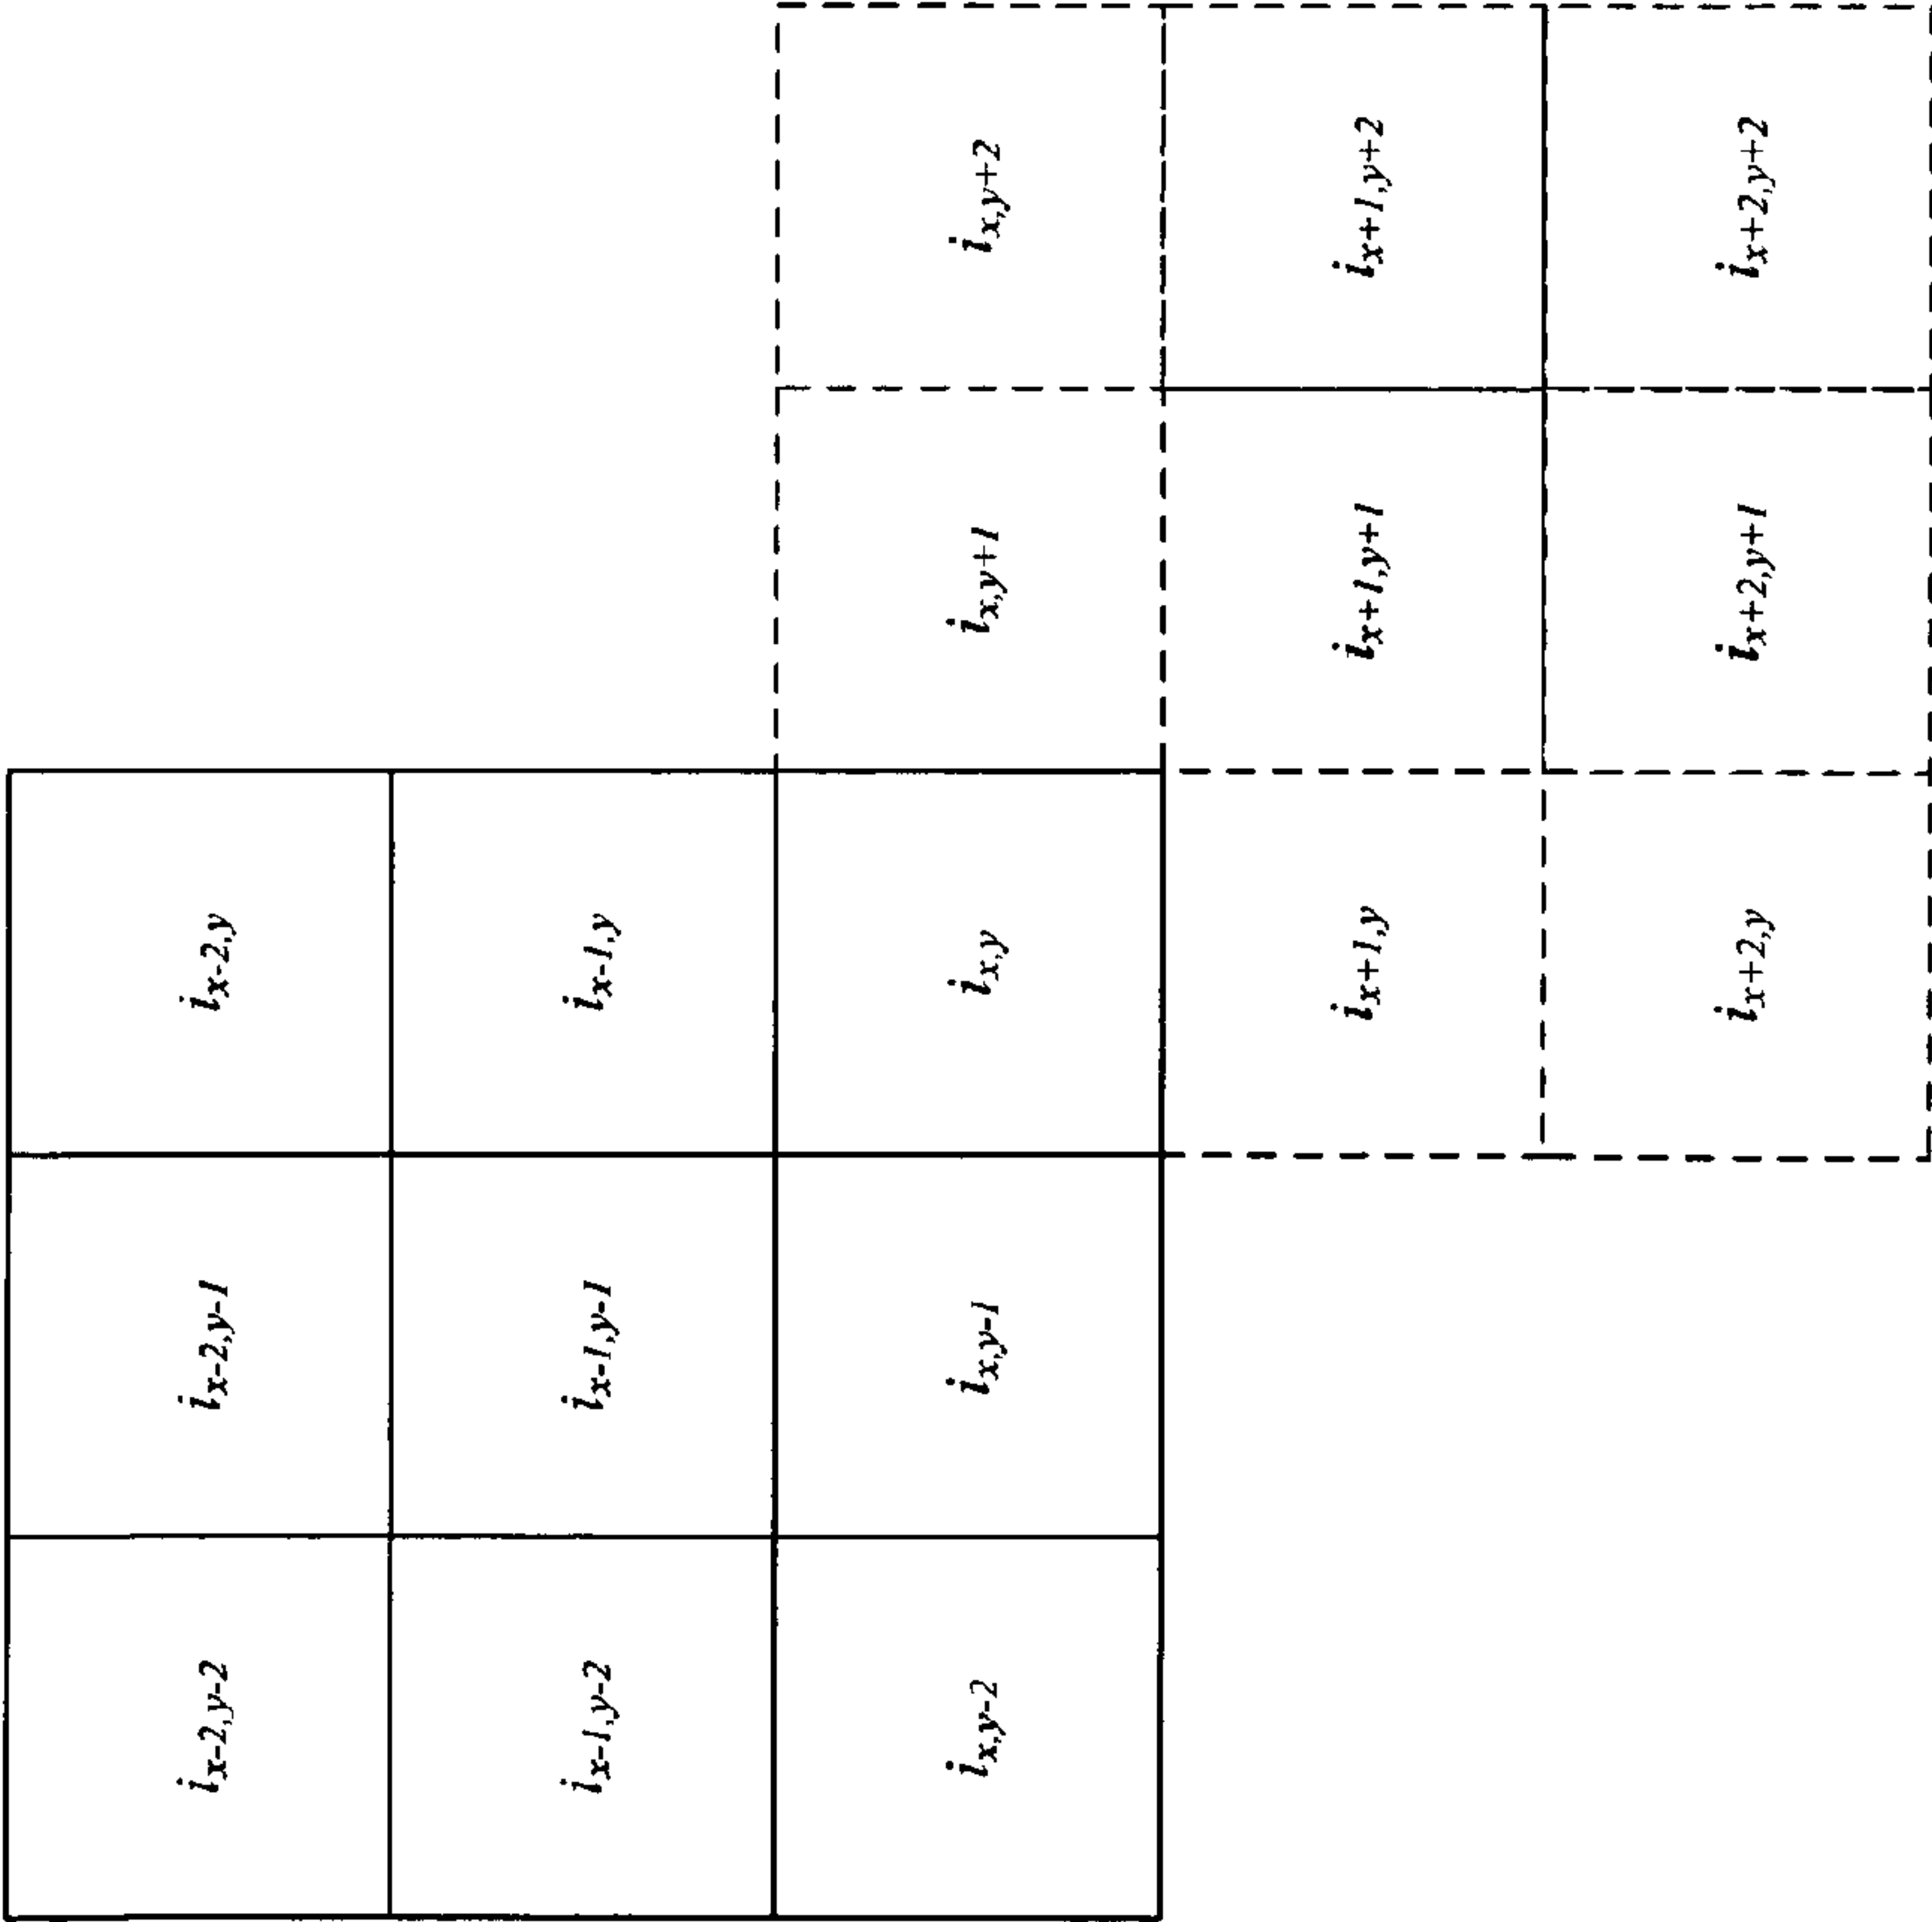 i x-2,y-2
i x-2,y-1
i x-2,y
i x-1,y-2
i x-1,y-1
i x-1,y
i x,y-2
i x,y-1
i x,y
i x,y+1
i x,y+2
i x+1,y
i x+1,y+1
i x+1,y+2
i x+2,y
i x+2,y+1
i x+2,y+2